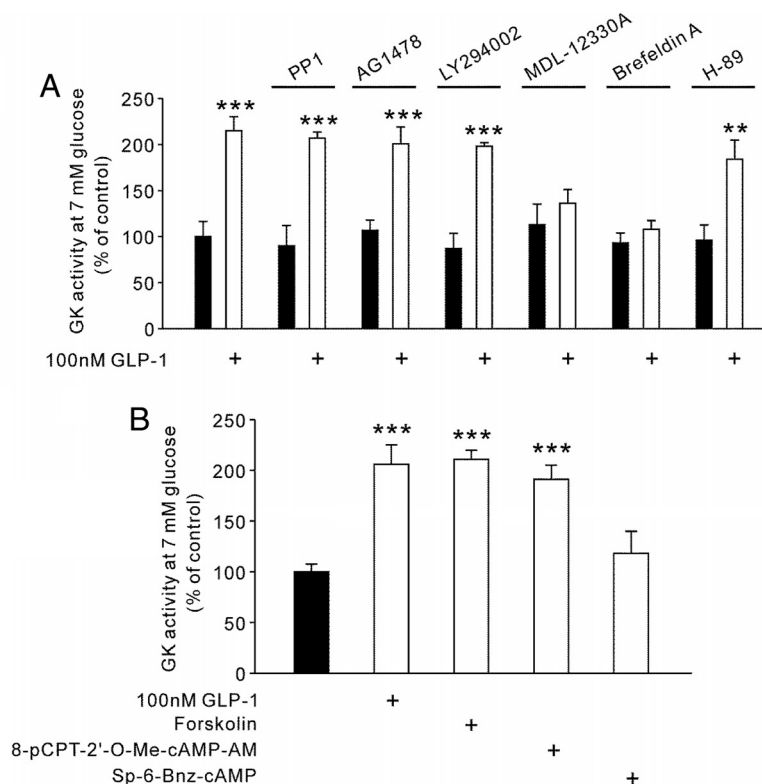 PP1
AG1478
LY294002
MDL-12330A
Brefeldin A
H-89
A
GK activity at 7 mM glucose
(% of control)
250
200
150
100
50
0
*** *** *** *** **
100nM GLP-1 + + + + + + +
B
GK activity at 7 mM glucose
(% of control)
250
200
150
100
50
0
*** *** ***
100nM GLP-1 +
Forskolin +
8-pCPT-2'-O-Me-cAMP-AM +
Sp-6-Bnz-cAMP +